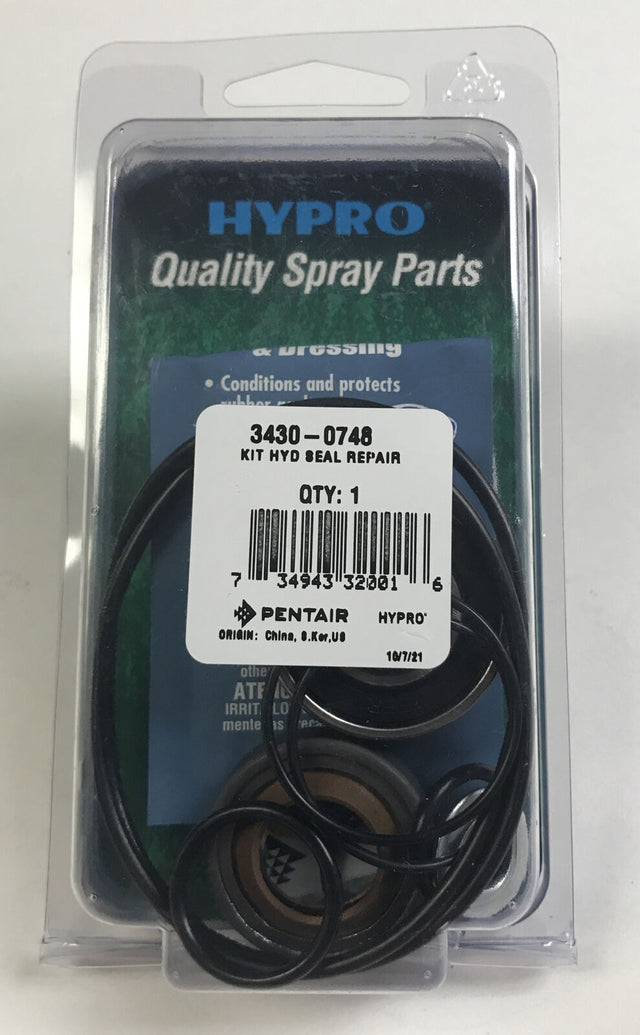 HYPRO
Quality Spray Parts
& Dressing
• Conditions and protects
rubber
3430-0748
KIT HYD SEAL REPAIR
QTY: 1
7 34943 32001 6
PENTAIR HYPRO
ORIGIN: China, S.Kor,US
10/7/21